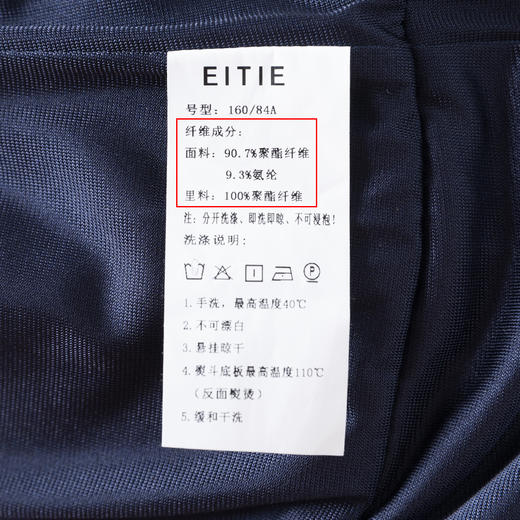 EITIE
号型: 160/84A
纤维成分:
面料: 90.7%聚酯纤维
9.3%氨纶
里料: 100%聚酯纤维
注: 分开洗涤、即洗即晾、不可浸泡!
洗涤说明:
P
1.手洗,最高温度40℃
2.不可漂白
3.悬挂晾干
4.熨斗底板最高温度110℃
(反面熨烫)
5.缓和干洗